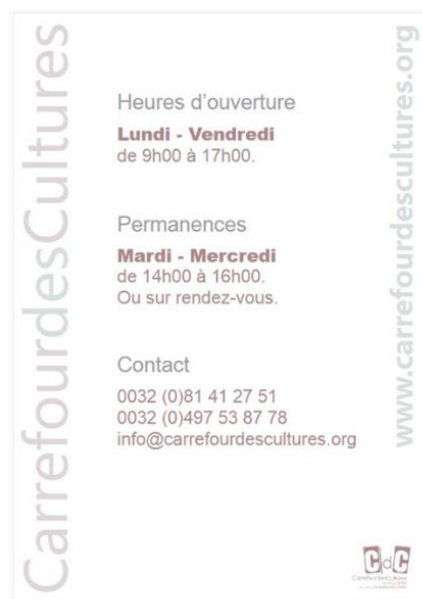 CarrefourdesCultures
Heures d'ouverture
Lundi - Vendredi
de 9h00 à 17h00.
Permanences
Mardi - Mercredi
de 14h00 à 16h00.
Ou sur rendez-vous.
Contact
0032 (0)81 41 27 51
0032 (0)497 53 87 78
info@carrefourdescultures.org
www.carrefourdescultures.org
CdC
CarrefourdesCultures